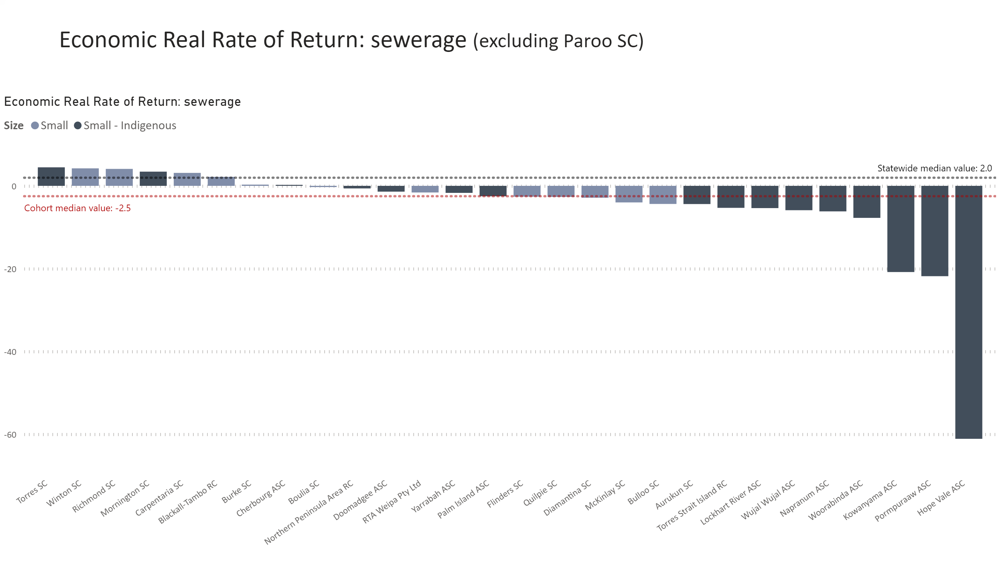 Economic Real Rate of Return: sewerage (excluding Paroo SC)
Economic Real Rate of Return: sewerage
Size Small Small - Indigenous
Statewide median value: 2.0
0
Cohort median value: -2.5
-20
-40
-60
Torres SC
Winton SC
Richmond SC
Mornington SC
Carpentaria SC
Blackall-Tambo RC
Burke SC
Cherbourg ASC
Boulia SC
Northern Peninsula Area RC
Doomadgee ASC
RTA Weipa Pty Ltd
Yarrabah ASC
Palm Island ASC
Flinders SC
Quilpie SC
Diamantina SC
McKinlay SC
Bulloo SC
Aurukun SC
Torres Strait Island RC
Lockhart River ASC
Wujal Wujal ASC
Napranum ASC
Woorabinda ASC
Kowanyama ASC
Pormpuraaw ASC
Hope Vale ASC